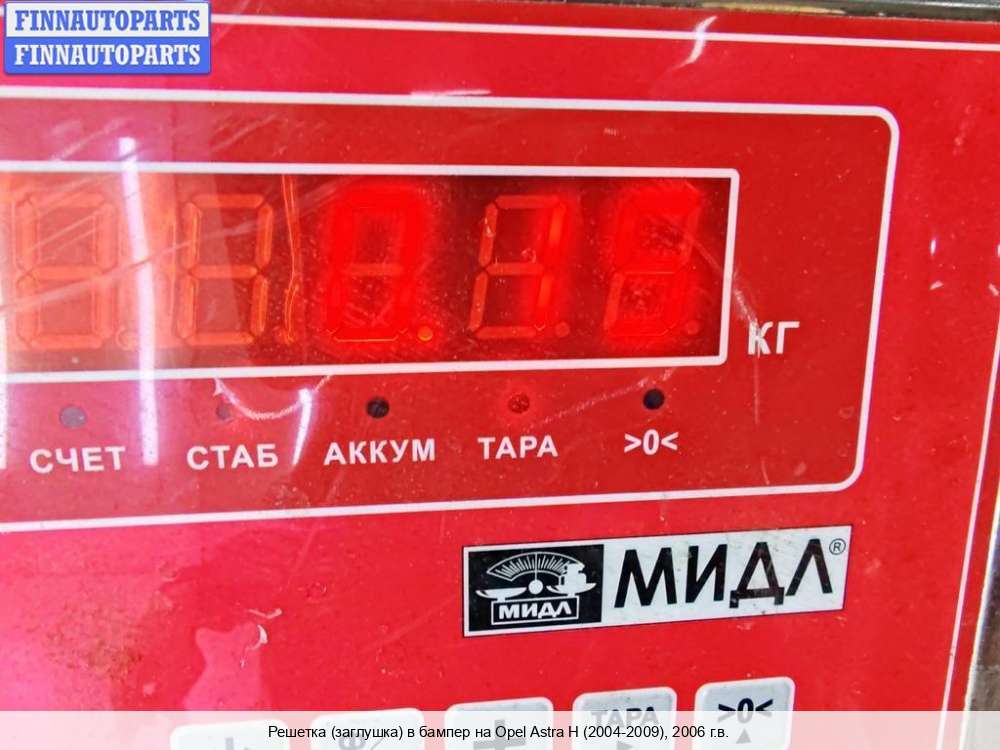 FINNAUTOPARTS
FINNAUTOPARTS
0.18
КГ
СЧЕТ СТАБ АККУМ ТАРА >0<
МИДЛ МИДЛ®
ТАРА >0<
Решетка (заглушка) в бампер на Opel Astra H (2004-2009), 2006 г.в.